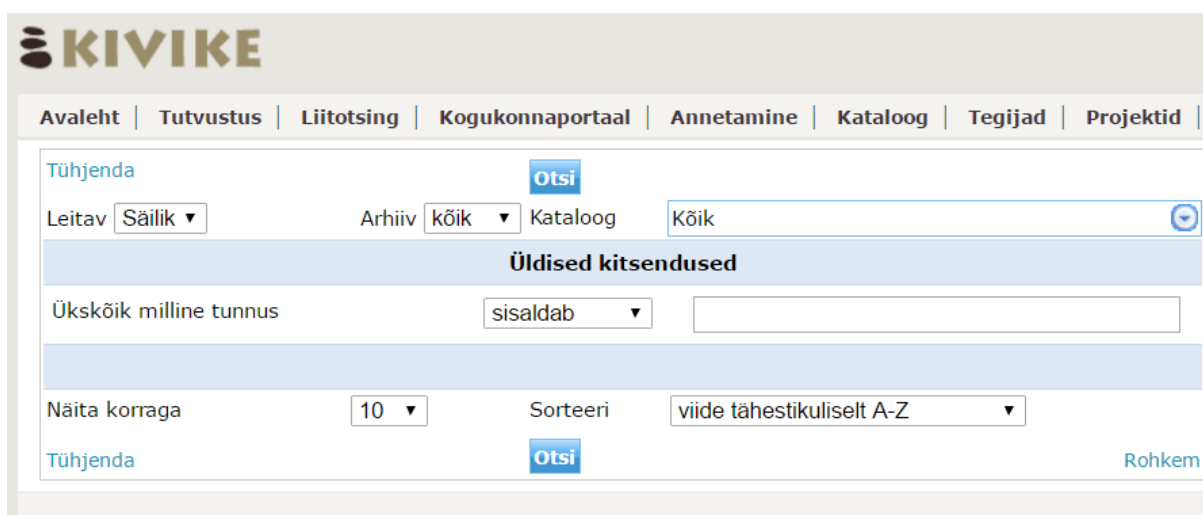 KIVIKE
Avaleht | Tutvustus | Liitotsing | Kogukonnaportaal | Annetamine | Kataloog | Tegijad | Projektid |
Tühjenda Otsi
Leitav Säilik Arhiiv kõik Kataloog Kõik
Üldised kitsendused
Ükskõik milline tunnus sisaldab
Näita korraga 10 Sorteeri viide tähestikuliselt A-Z
Tühjenda Otsi Rohkem